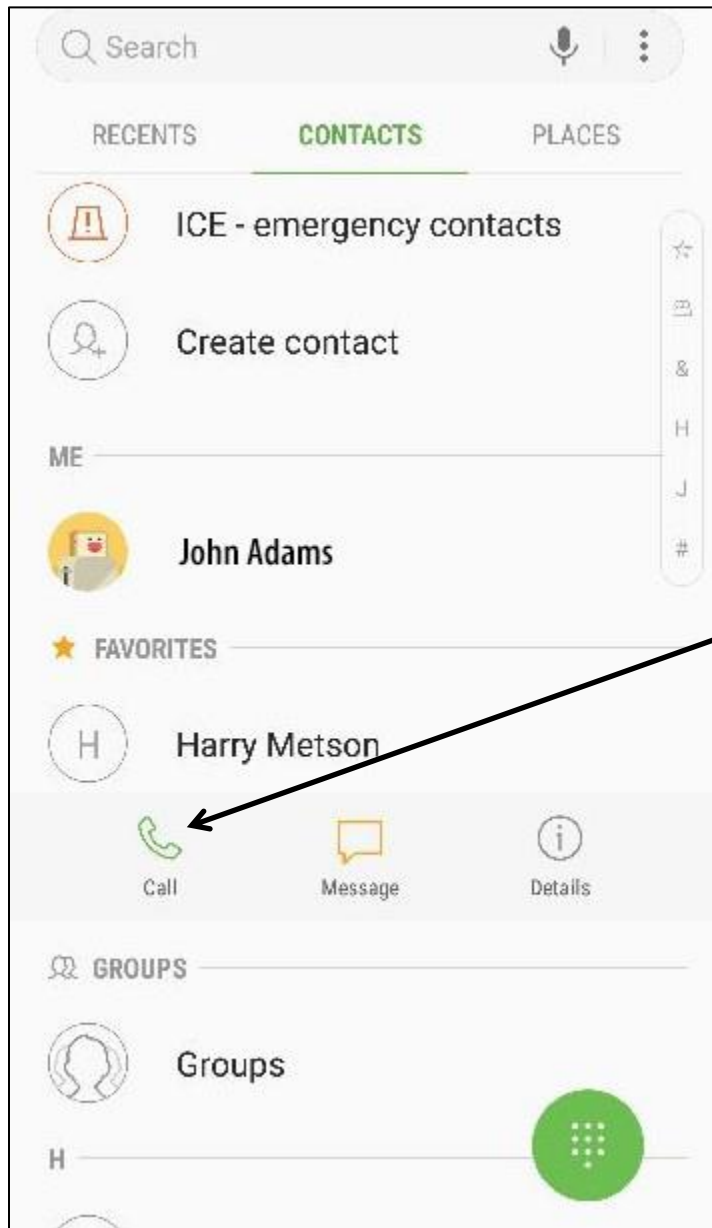 Search
RECENTS CONTACTS PLACES
ICE - emergency contacts
Create contact
&
H
ME
J
John Adams
#
FAVORITES
H Harry Metson
Call Message Details
GROUPS
Groups
H